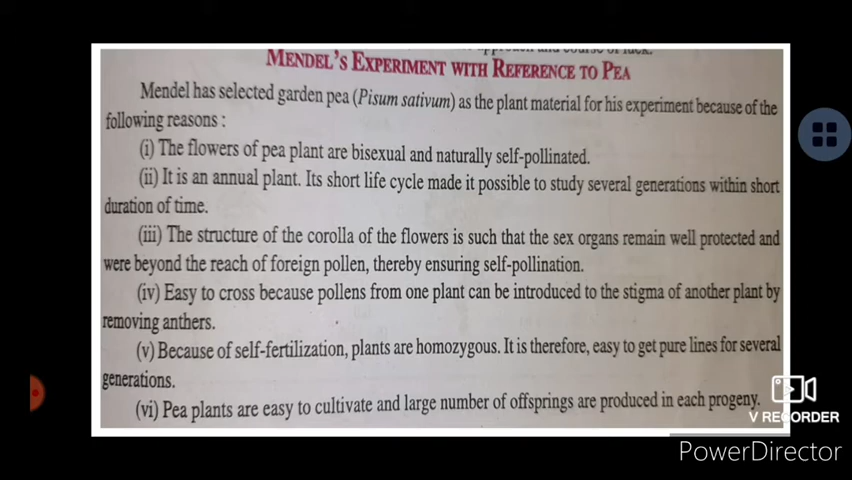 approach and course of luck.
MENDEL'S EXPERIMENT WITH REFERENCE TO PEA
Mendel has selected garden pea (Pisum sativum) as the plant material for his experiment because of the
following reasons :
(i) The flowers of pea plant are bisexual and naturally self-pollinated.
(ii) It is an annual plant. Its short life cycle made it possible to study several generations within short
duration of time.
(iii) The structure of the corolla of the flowers is such that the sex organs remain well protected and
were beyond the reach of foreign pollen, thereby ensuring self-pollination.
(iv) Easy to cross because pollens from one plant can be introduced to the stigma of another plant by
removing anthers.
(v) Because of self-fertilization, plants are homozygous. It is therefore, easy to get pure lines for several
generations.
(vi) Pea plants are easy to cultivate and large number of offsprings are produced in each progeny.
V RECORDER
PowerDirector